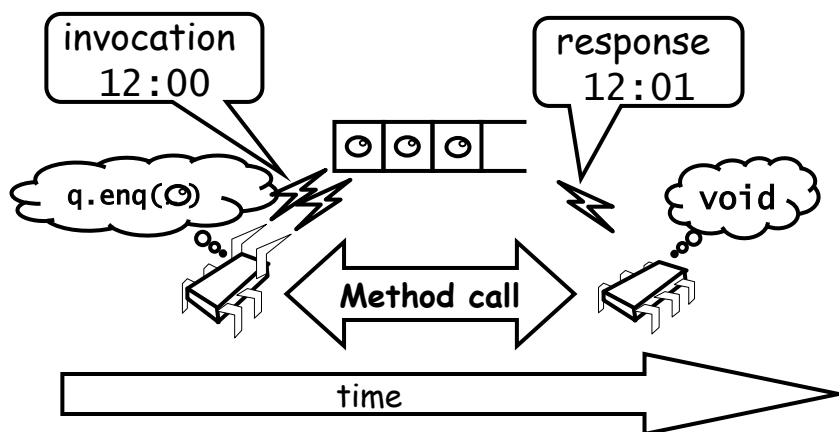 invocation
12:00
response
12:01
q.enq( )
void
Method call
time